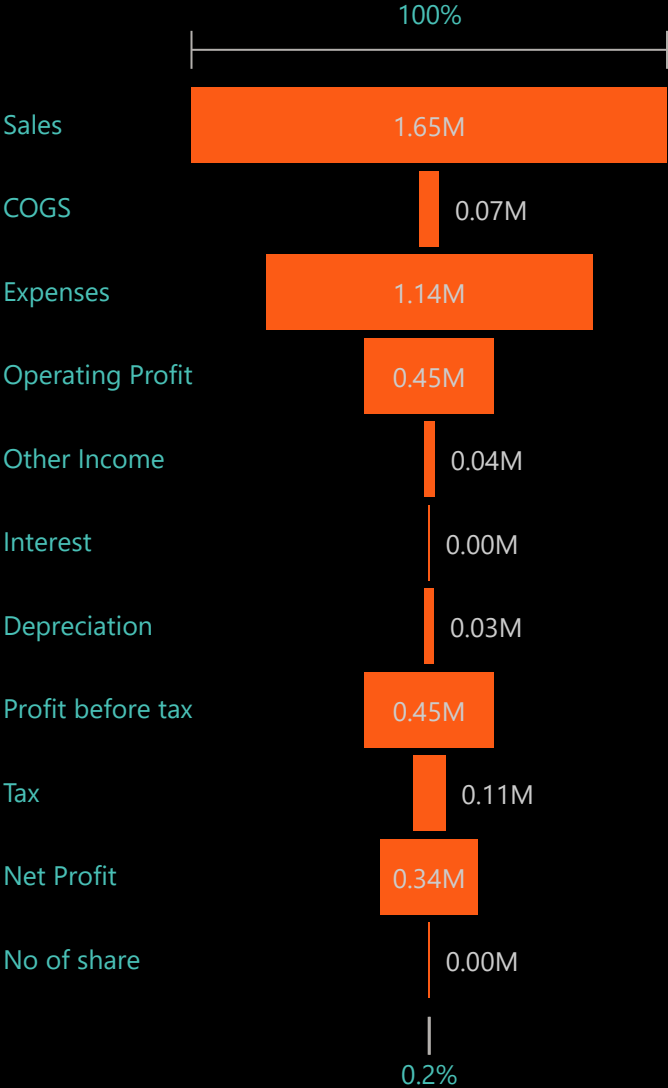 100%
Sales 1.65M
COGS 0.07M
Expenses 1.14M
Operating Profit 0.45M
Other Income 0.04M
Interest 0.00M
Depreciation 0.03M
Profit before tax 0.45M
Tax 0.11M
Net Profit 0.34M
No of share 0.00M
0.2%